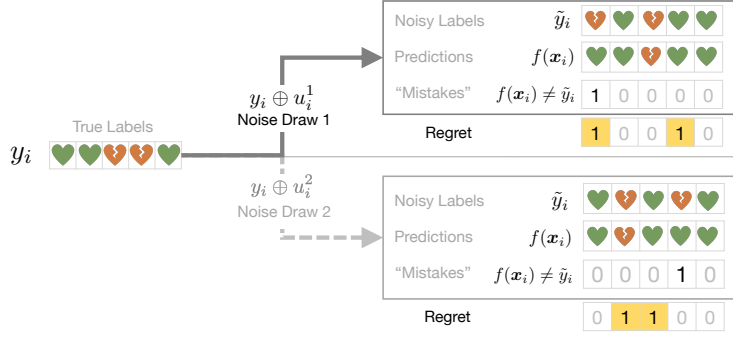 Noisy Labels ỹᵢ
Predictions f(𝒙ᵢ)
“Mistakes” f(𝒙ᵢ) ≠ ỹᵢ 1 0 0 0 0
Regret 1 0 0 1 0
yᵢ ⊕ uᵢ¹
Noise Draw 1
True Labels
yᵢ
yᵢ ⊕ uᵢ²
Noise Draw 2
Noisy Labels ỹᵢ
Predictions f(𝒙ᵢ)
“Mistakes” f(𝒙ᵢ) ≠ ỹᵢ 0 0 0 1 0
Regret 0 1 1 0 0